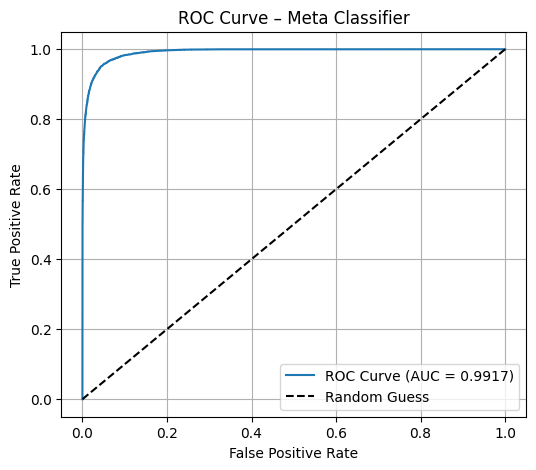 ROC Curve – Meta Classifier
1.0
0.8
0.6
0.4
0.2
0.0
True Positive Rate
ROC Curve (AUC = 0.9917)
Random Guess
0.0 0.2 0.4 0.6 0.8 1.0
False Positive Rate